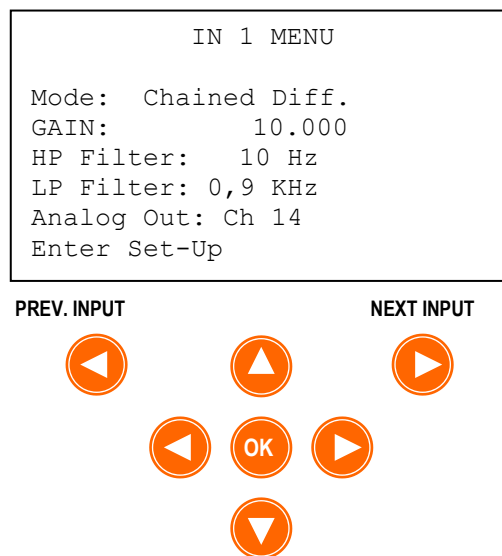 IN 1 MENU
Mode: Chained Diff.
GAIN: 10.000
HP Filter: 10 Hz
LP Filter: 0,9 KHz
Analog Out: Ch 14
Enter Set-Up
PREV. INPUT NEXT INPUT
OK